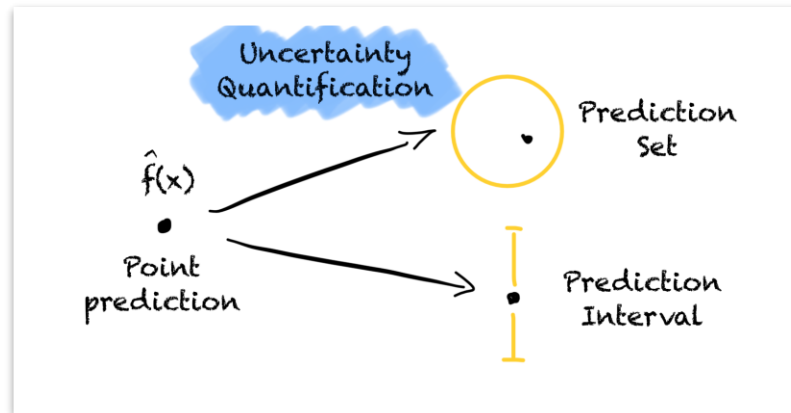 Uncertainty
Quantification
Prediction
Set
f̂(x)
Point
prediction
Prediction
Interval